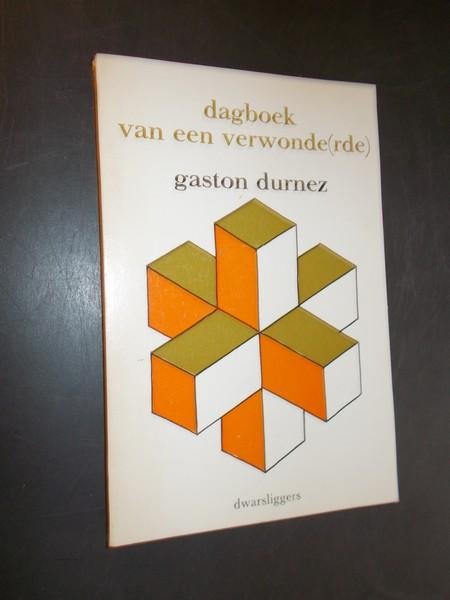 dagboek
van een verwonde(rde)
gaston durnez
dwarsliggers